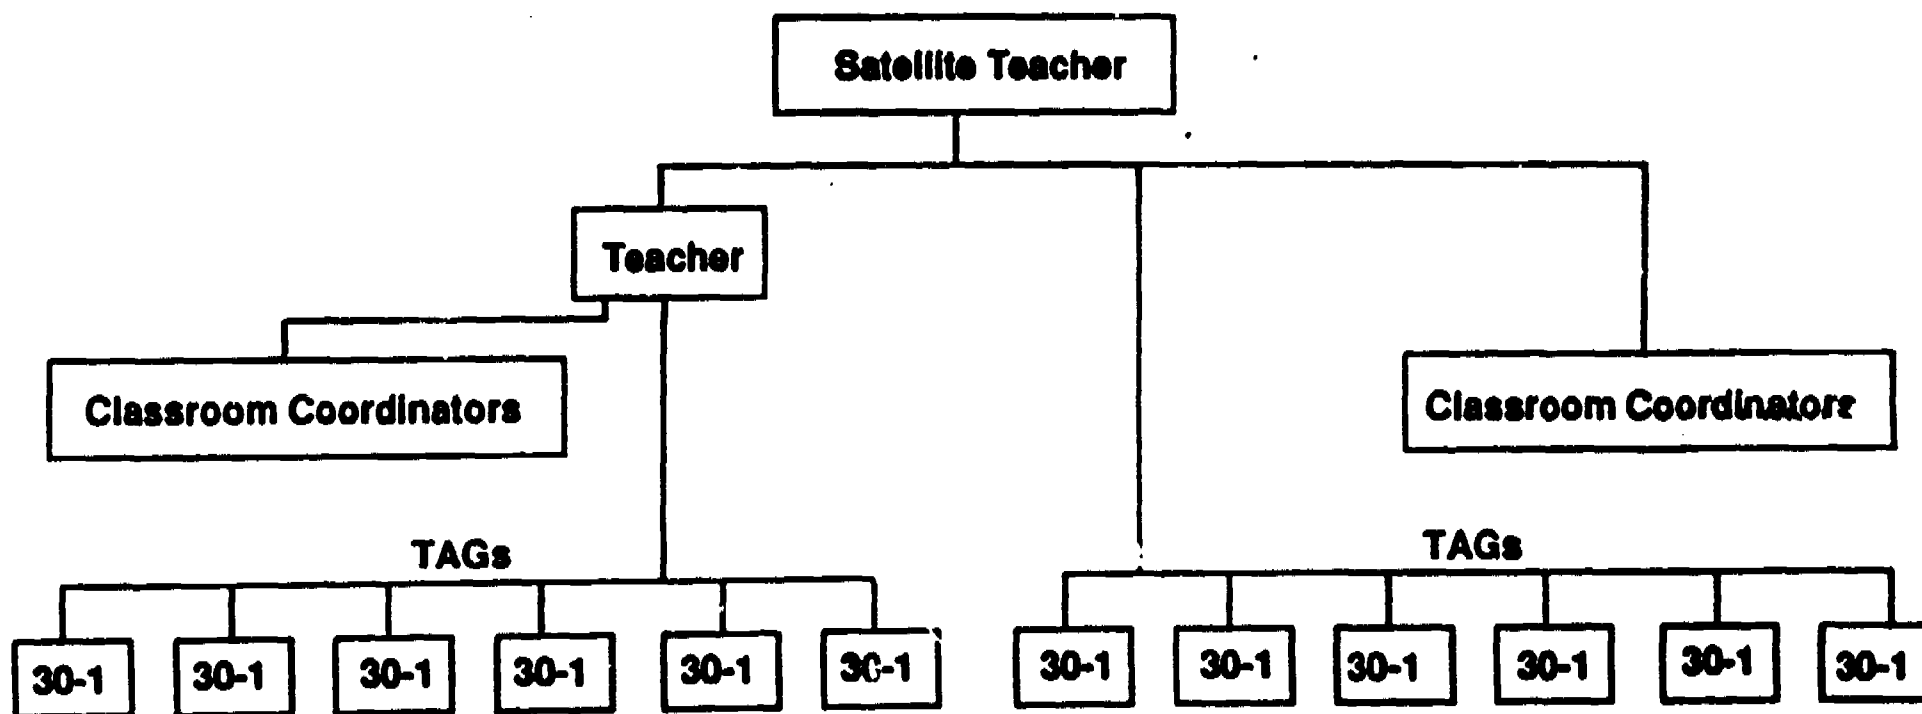 Satellite Teacher
Teacher
Classroom Coordinators
Classroom Coordinators
TAGs
TAGs
30-1 30-1 30-1 30-1 30-1 30-1 30-1 30-1 30-1 30-1 30-1 30-1